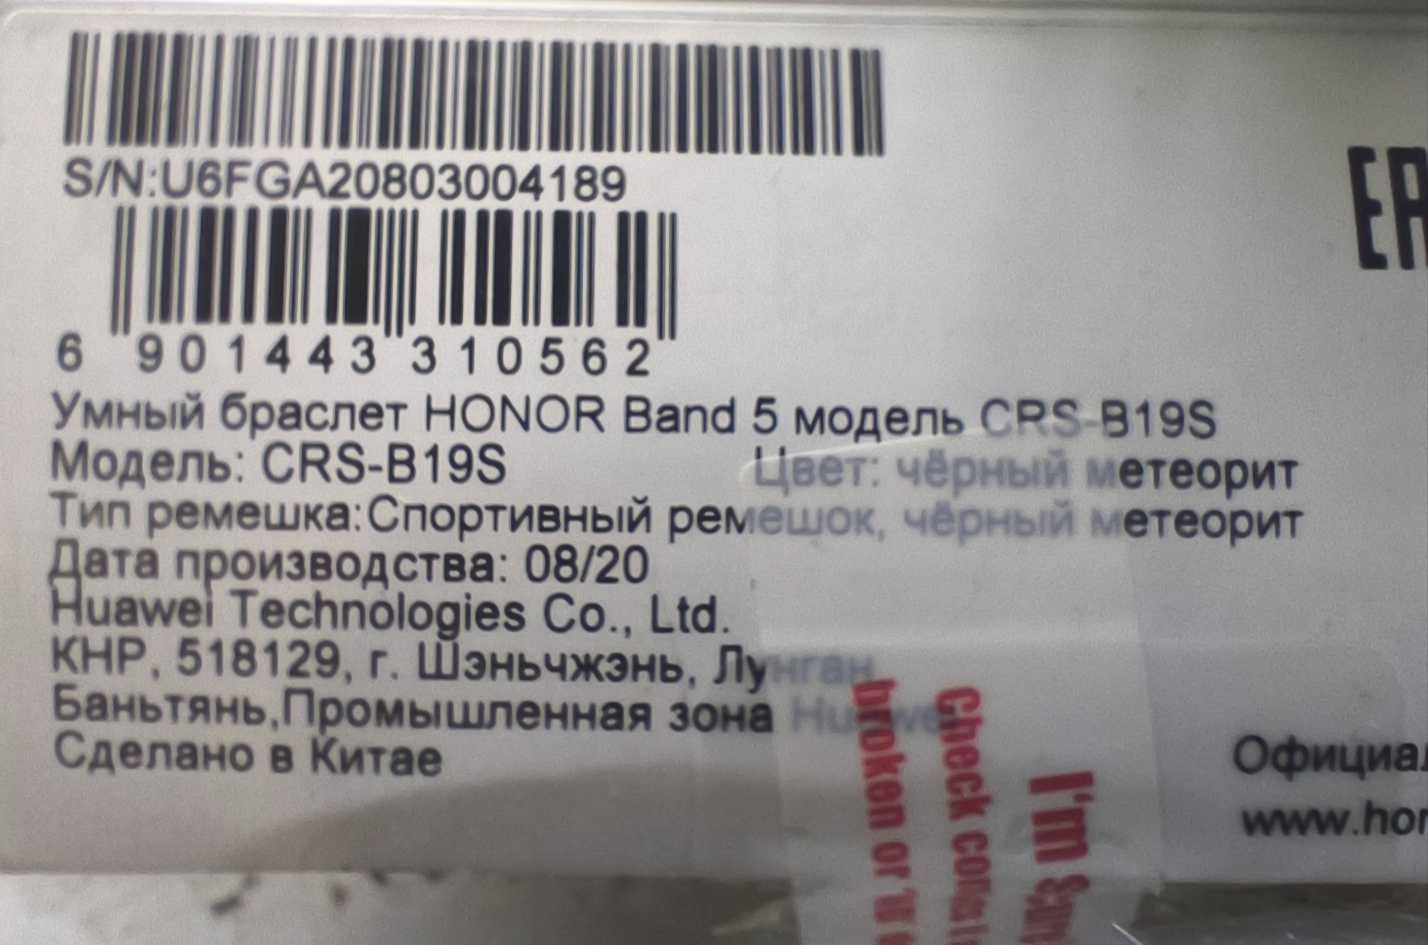 S/N:U6FGA20803004189
6 901443 310562
Умный браслет HONOR Band 5 модель CRS-B19S
Модель: CRS-B19S Цвет: чёрный метеорит
Тип ремешка:Спортивный ремешок, чёрный метеорит
Дата производства: 08/20
Huawei Technologies Co., Ltd.
КНР, 518129, г. Шэньчжэнь, Лунган
Баньтянь,Промышленная зона Huawei
Сделано в Китае
EAC
I'm
Check
broken or